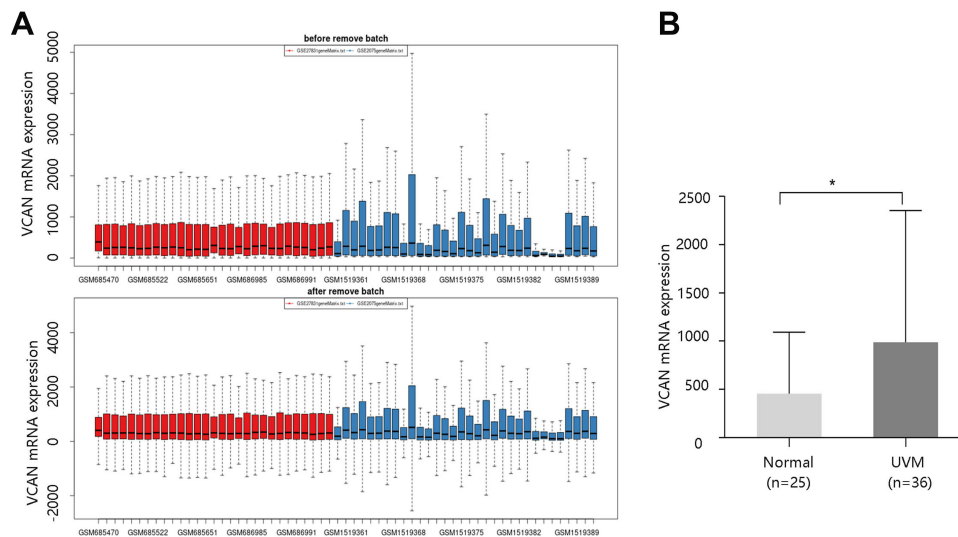 A
before remove batch
VCAN mRNA expression
5000
4000
3000
2000
1000
0
GSM685470 GSM685522 GSM685651 GSM686985 GSM686991 GSM1519361 GSM1519368 GSM1519375 GSM1519382 GSM1519389
after remove batch
VCAN mRNA expression
4000
2000
0
-2000
GSM685470 GSM685522 GSM685651 GSM686985 GSM686991 GSM1519361 GSM1519368 GSM1519375 GSM1519382 GSM1519389
B
*
VCAN mRNA expression
2500
2000
1500
1000
500
0
Normal UVM
(n=25) (n=36)